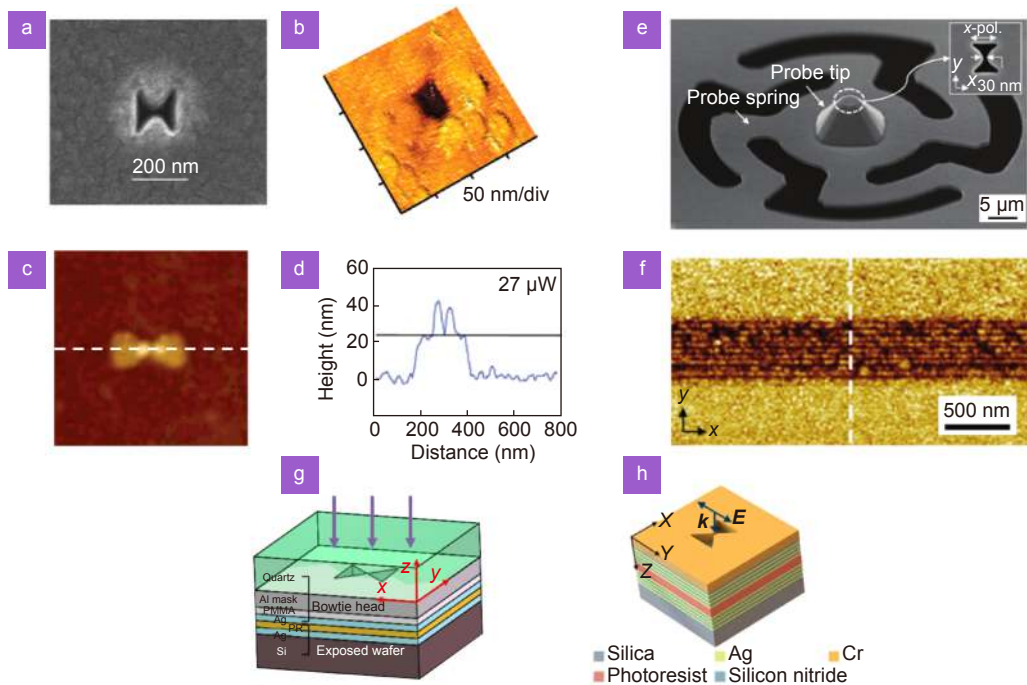 a
200 nm
b
50 nm/div
e
x-pol.
y
x
30 nm
Probe tip
Probe spring
5 μm
c
d
60
40
20
0
Height (nm)
27 μW
0 200 400 600 800
Distance (nm)
f
y
x
500 nm
g
z
y
x
Quartz
Al mask
PMMA
Ag
PR
Ag
Si
Bowtie head
Exposed wafer
h
k
E
X
Y
Z
Silica
Ag
Cr
Photoresist
Silicon nitride